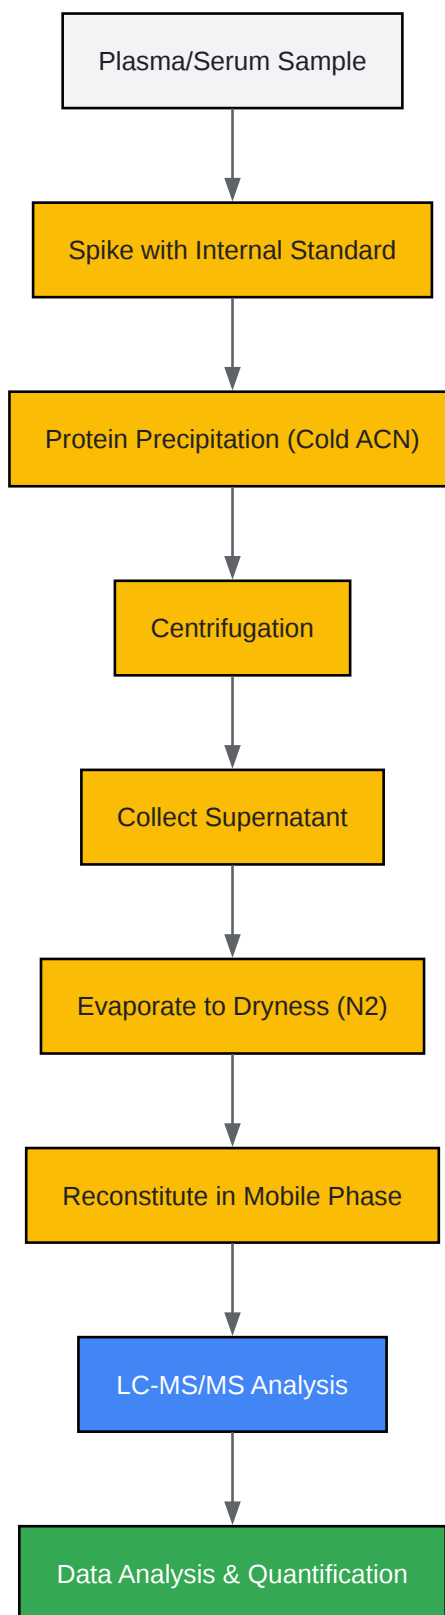 Plasma/Serum Sample
Spike with Internal Standard
Protein Precipitation (Cold ACN)
Centrifugation
Collect Supernatant
Evaporate to Dryness (N2)
Reconstitute in Mobile Phase
LC-MS/MS Analysis
Data Analysis & Quantification